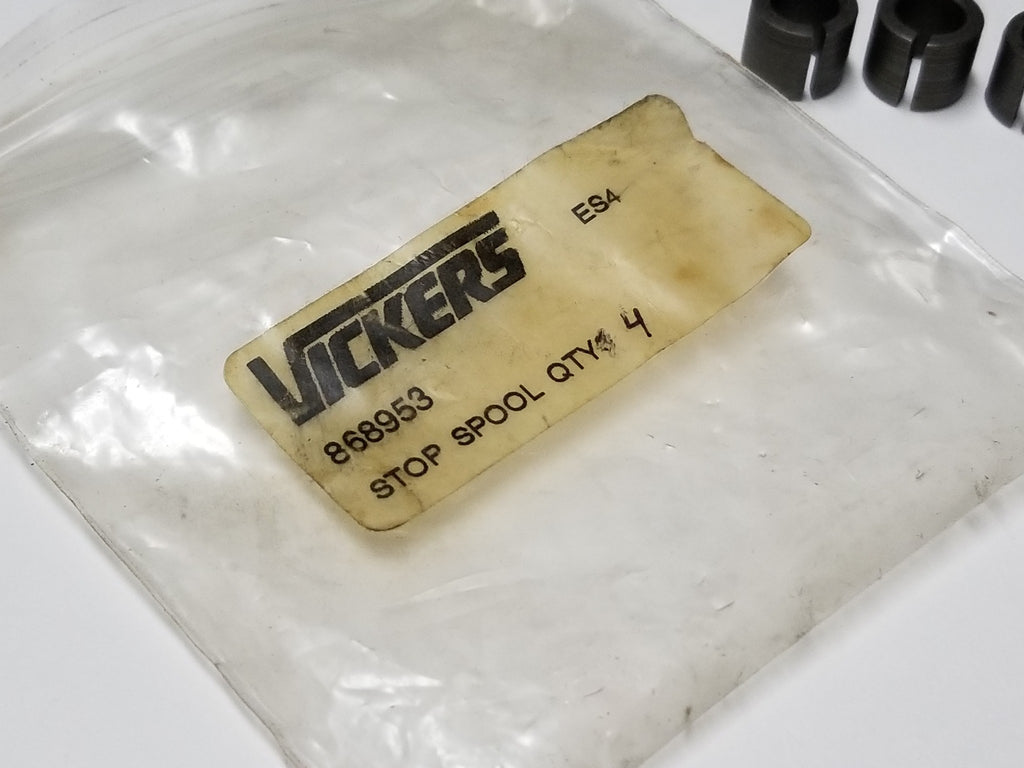 VICKERS
ES4
868953
STOP SPOOL QTY 4